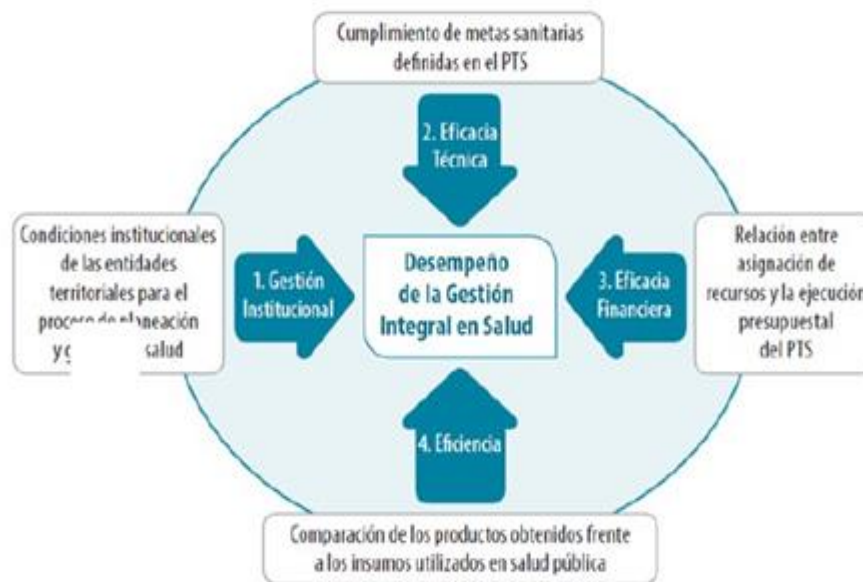 Cumplimiento de metas sanitarias
definidas en el PTS
2. Eficacia
Técnica
Condiciones institucionales
de las entidades
territoriales para el
de
y salud
1. Gestión
Institucional
Desempeño
de la Gestión
Integral en Salud
3. Eficacia
Financiera
Relación entre
asignación de
recursos y la ejecución
presupuestal
del PTS
4. Eficiencia
Comparación de los productos obtenidos frente
a los insumos utilizados en salud pública